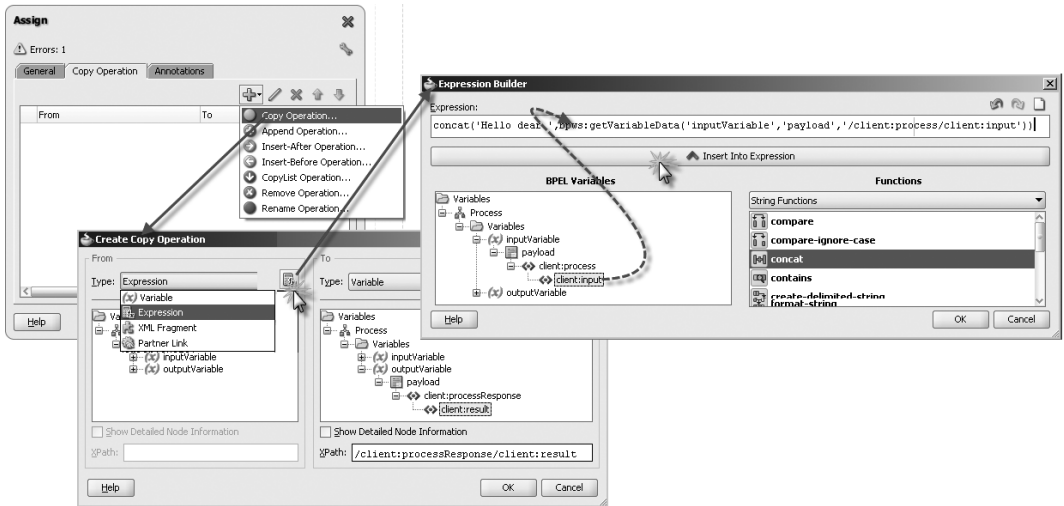 Assign
Errors: 1
General
Copy Operation
Annotations
From
To
Copy Operation...
Append Operation...
Insert-After Operation...
Insert-Before Operation...
CopyList Operation...
Remove Operation...
Rename Operation...
Help
Create Copy Operation
From
Type: Expression
(x) Variable
Expression
XML Fragment
Partner Link
(x) inputVariable
(x) outputVariable
Show Detailed Node Information
XPath:
To
Type: Variable
Variables
Process
Variables
(x) inputVariable
(x) outputVariable
payload
client:processResponse
client:result
Show Detailed Node Information
XPath: /client:processResponse/client:result
Help
OK
Cancel
Expression Builder
Expression:
concat('Hello dear ',bpws:getVariableData('inputVariable','payload','/client:process/client:input'))
Insert Into Expression
BPEL Variables
Variables
Process
Variables
(x) inputVariable
payload
client:process
client:input
(x) outputVariable
Functions
String Functions
compare
compare-ignore-case
concat
contains
create-delimited-string
format-string
Help
OK
Cancel